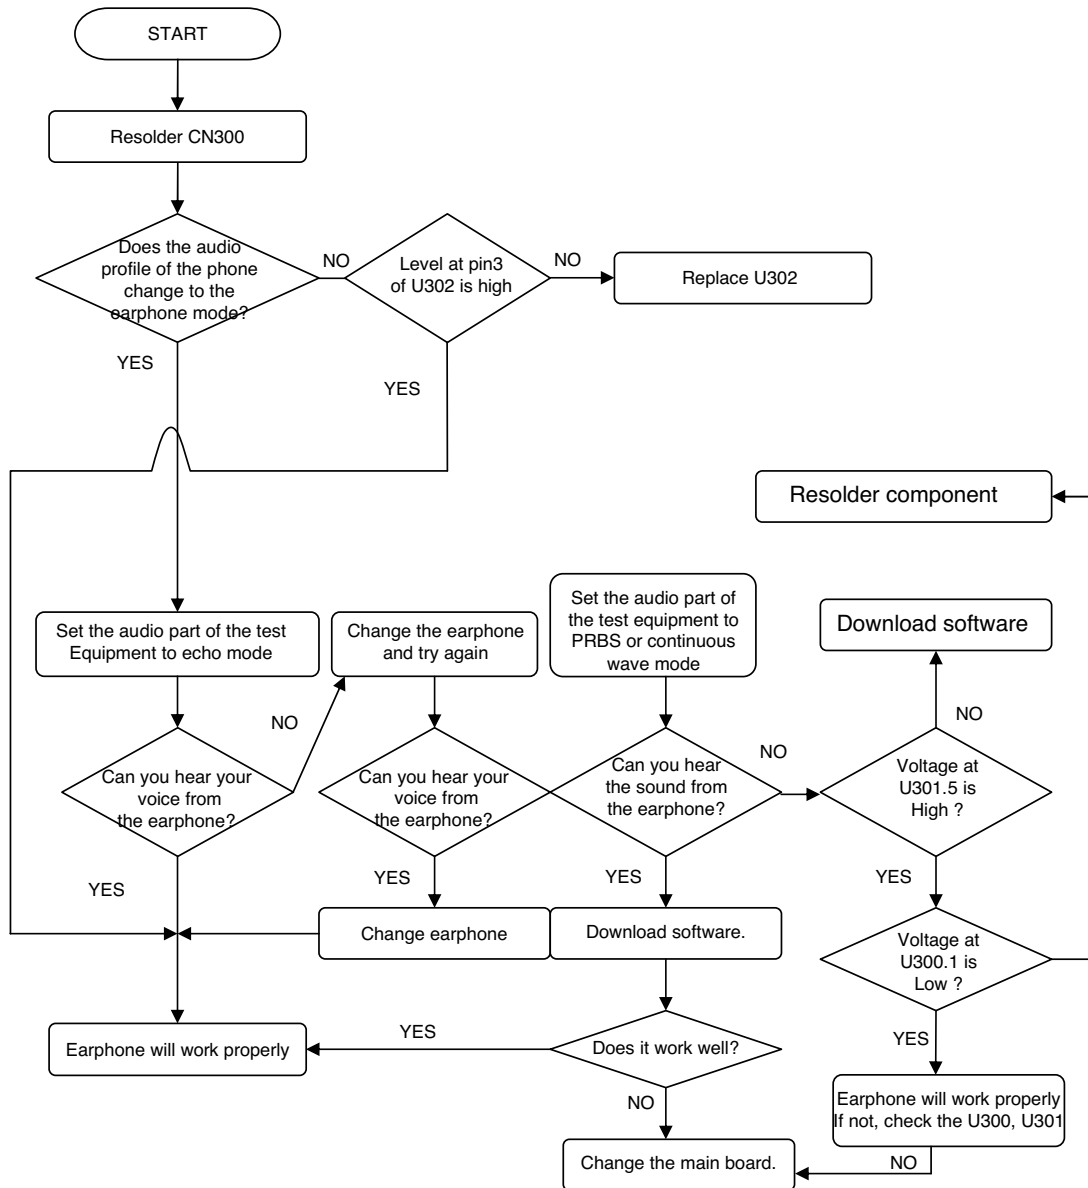 START
Resolder CN300
Does the audio
profile of the phone
change to the
earphone mode?
NO
Level at pin3
of U302 is high
NO
Replace U302
YES
YES
Resolder component
Set the audio part of the test
Equipment to echo mode
Change the earphone
and try again
Set the audio part of
the test equipment to
PRBS or continuous
wave mode
Download software
NO
NO
NO
Can you hear your
voice from
the earphone?
Can you hear your
voice from
the earphone?
Can you hear
the sound from
the earphone?
Voltage at
U301.5 is
High ?
YES
YES
YES
YES
Change earphone
Download software.
Voltage at
U300.1 is
Low ?
Earphone will work properly
YES
Does it work well?
YES
NO
Earphone will work properly
If not, check the U300, U301
Change the main board.
NO